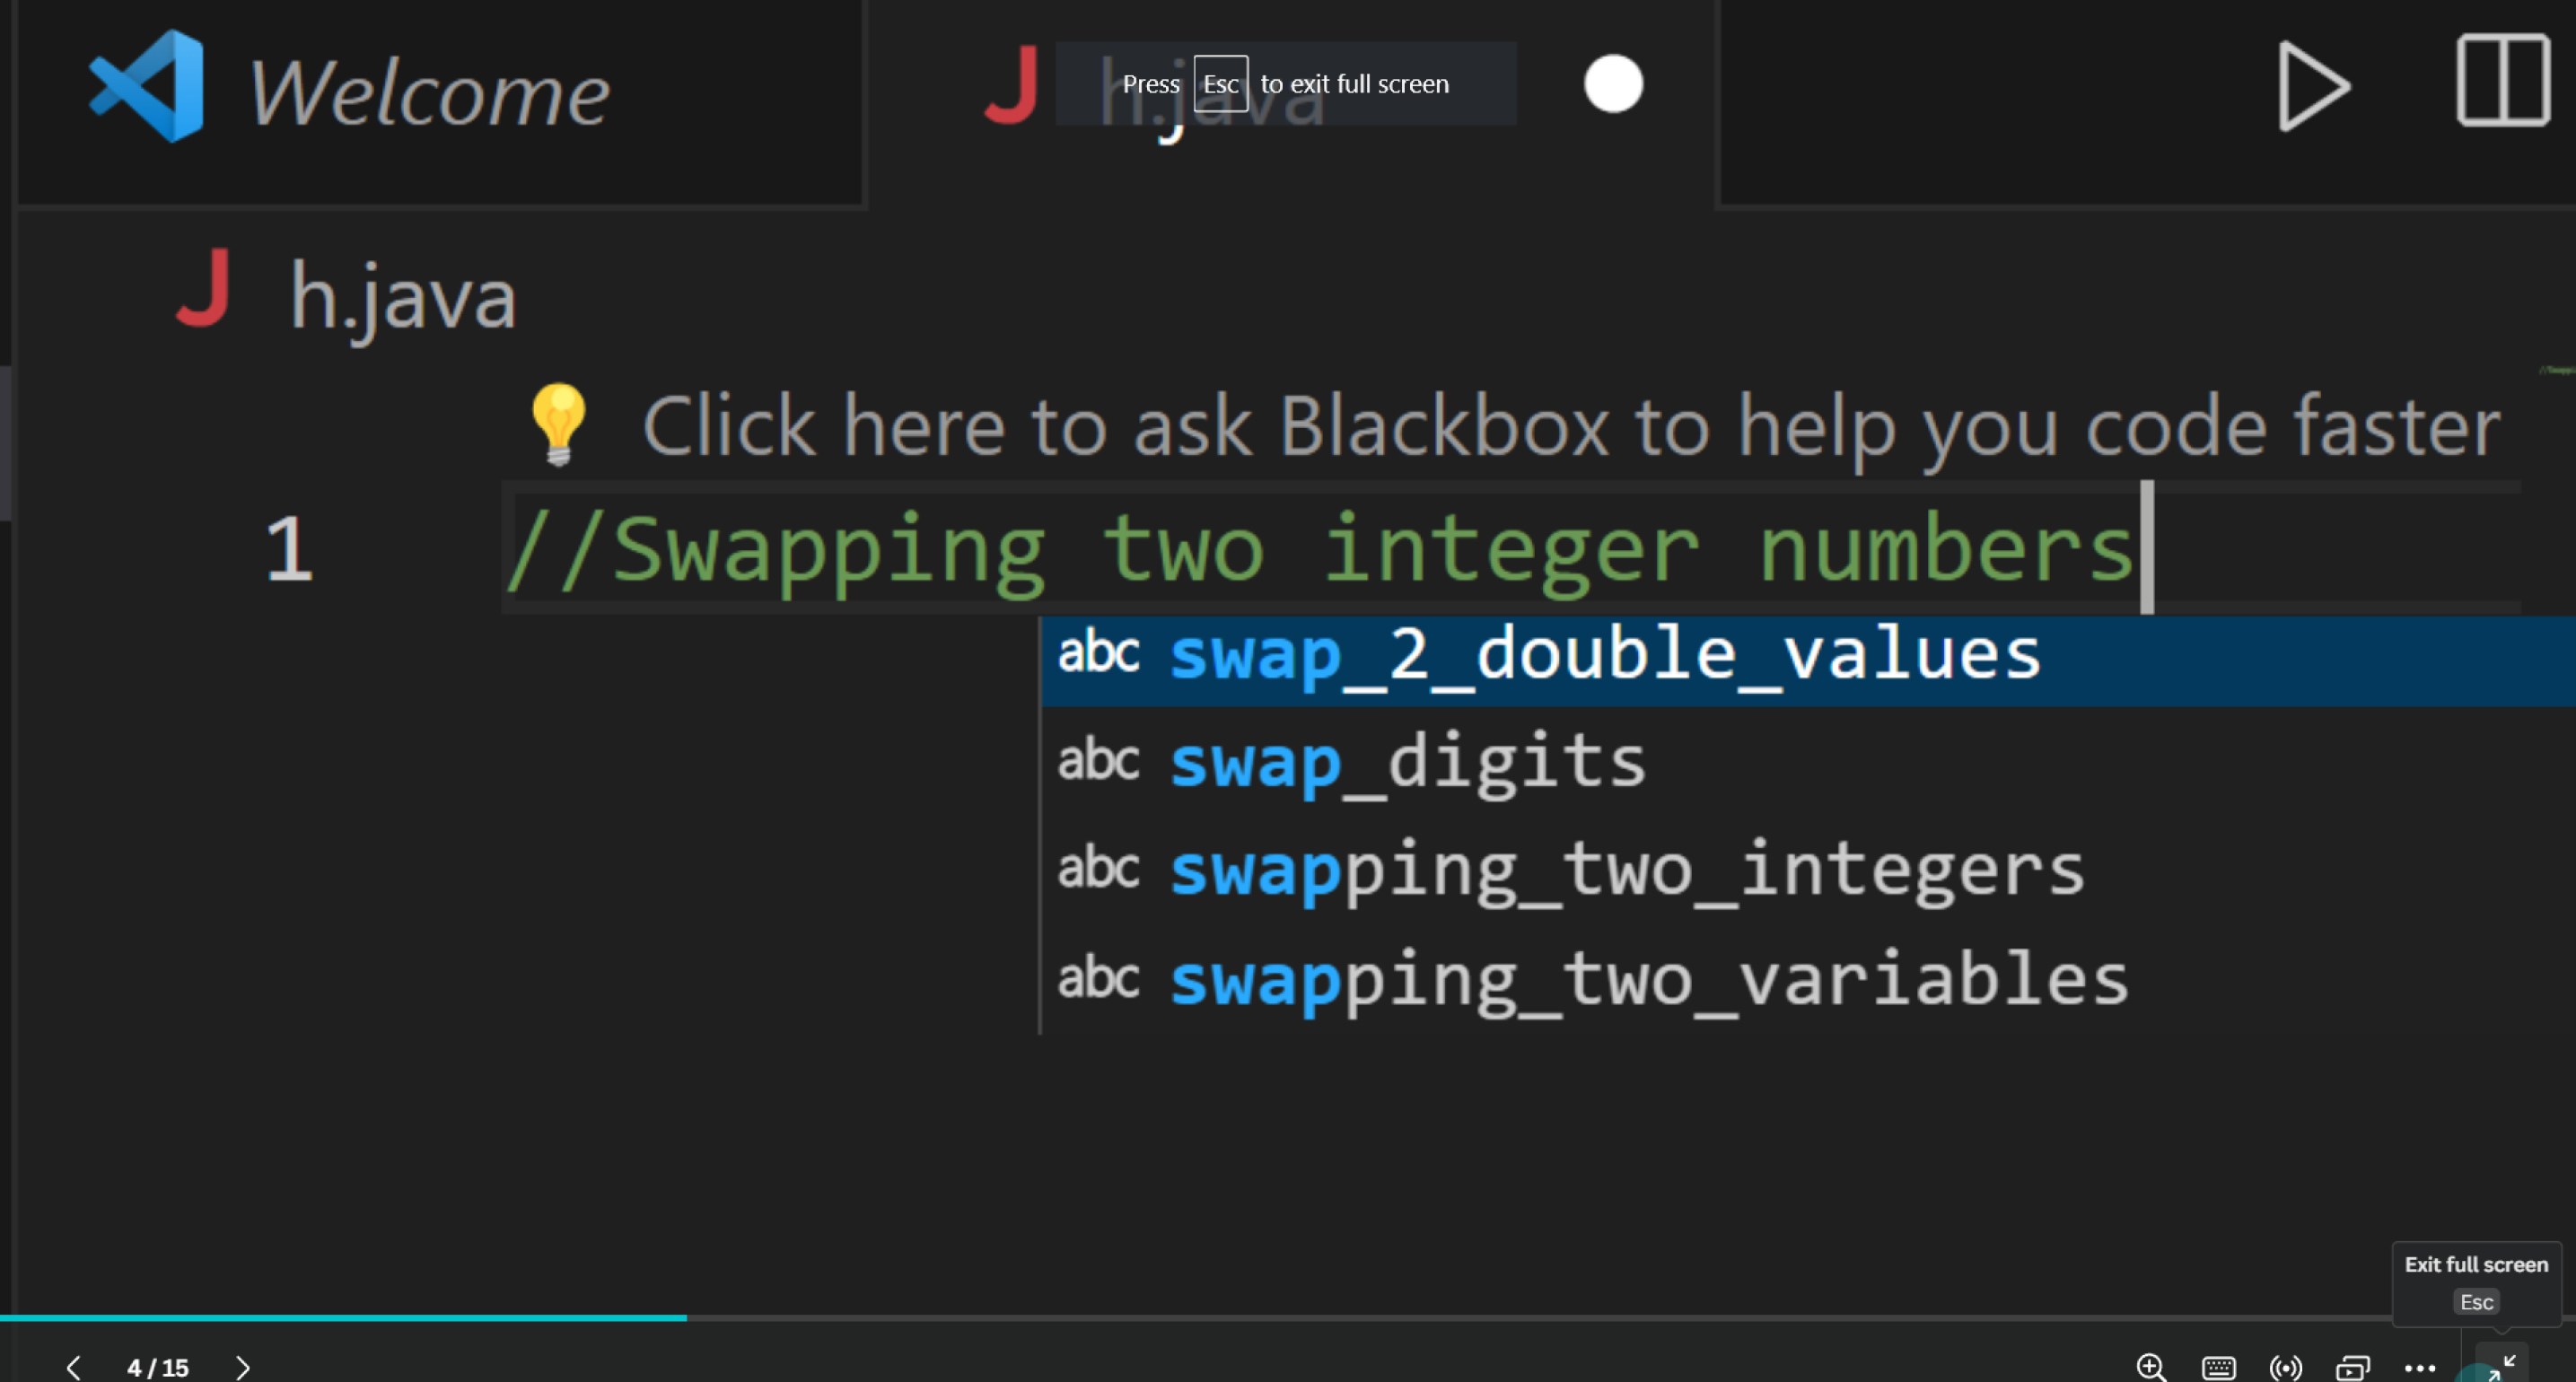 Welcome
h.java
Press Esc to exit full screen
h.java
Click here to ask Blackbox to help you code faster
1 //Swapping two integer numbers
abc swap_2_double_values
abc swap_digits
abc swapping_two_integers
abc swapping_two_variables
Exit full screen
Esc
4 / 15